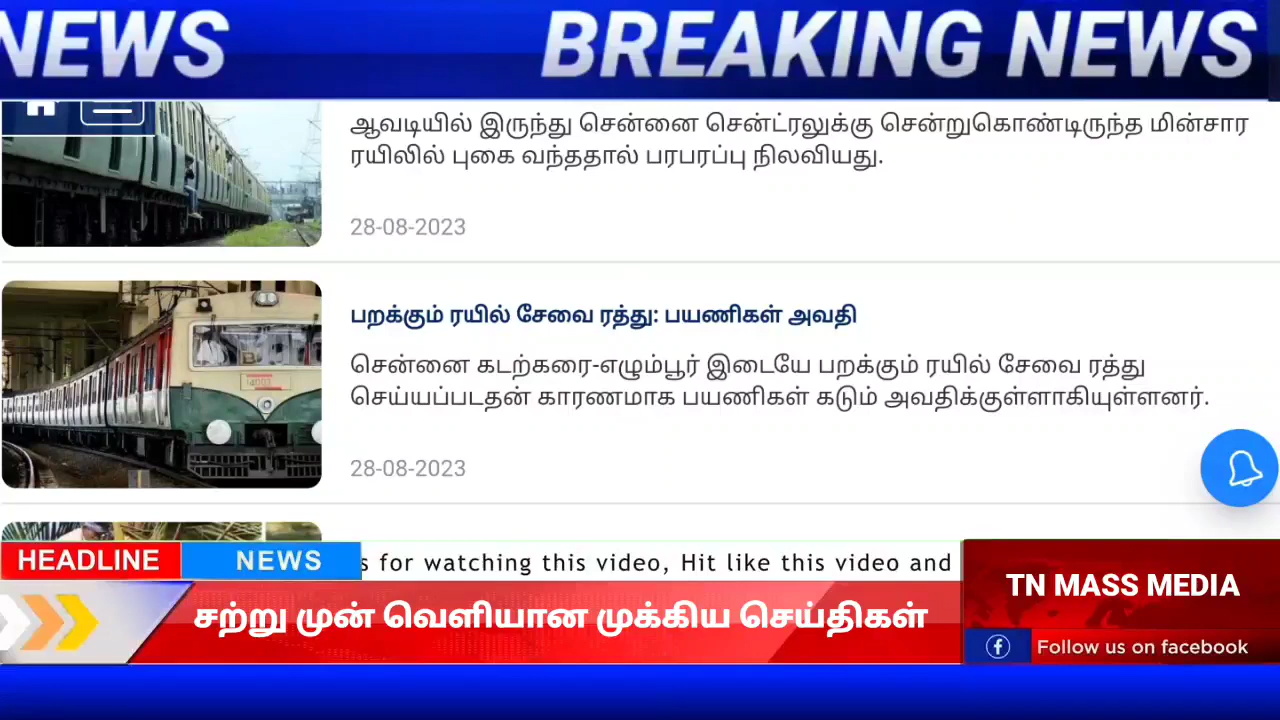 NEWS BREAKING NEWS
ஆவடியில் இருந்து சென்னை சென்ட்ரலுக்கு சென்றுகொண்டிருந்த மின்சார
ரயிலில் புகை வந்ததால் பரபரப்பு நிலவியது.
28-08-2023
பறக்கும் ரயில் சேவை ரத்து: பயணிகள் அவதி
சென்னை கடற்கரை-எழும்பூர் இடையே பறக்கும் ரயில் சேவை ரத்து
செய்யப்படதன் காரணமாக பயணிகள் கடும் அவதிக்குள்ளாகியுள்ளனர்.
14003
28-08-2023
HEADLINE NEWS
s for watching this video, Hit like this video and
சற்று முன் வெளியான முக்கிய செய்திகள்
TN MASS MEDIA
Follow us on facebook